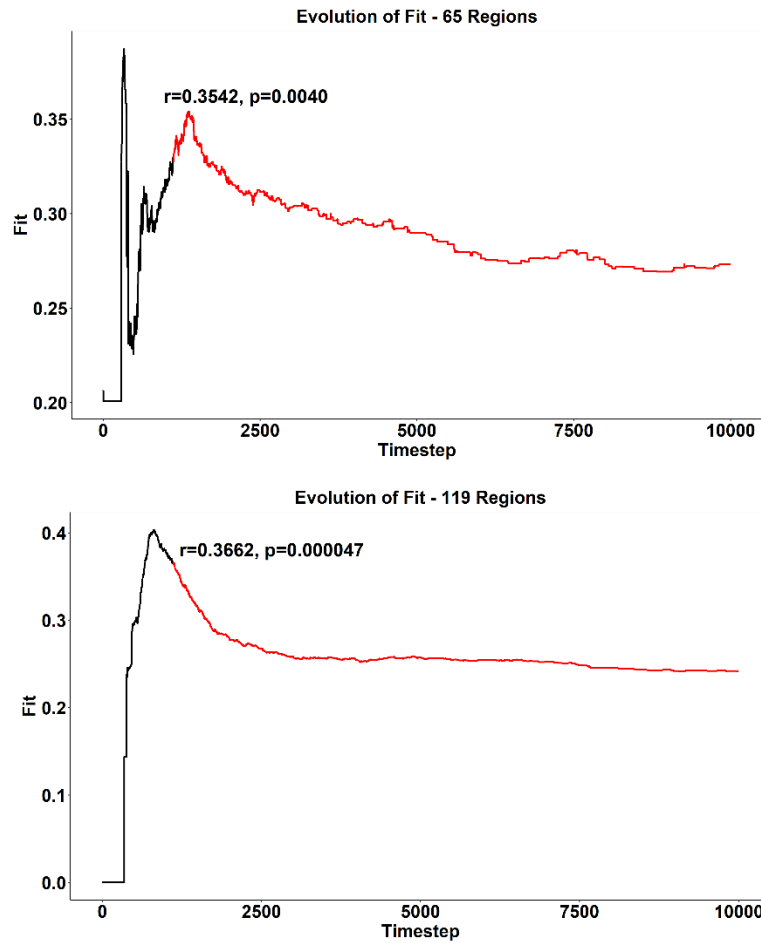 Evolution of Fit - 65 Regions
r=0.3542, p=0.0040
0.35
0.30
Fit
0.25
0.20
0 2500 5000 7500 10000
Timestep
Evolution of Fit - 119 Regions
0.4
r=0.3662, p=0.000047
0.3
0.2
Fit
0.1
0.0
0 2500 5000 7500 10000
Timestep